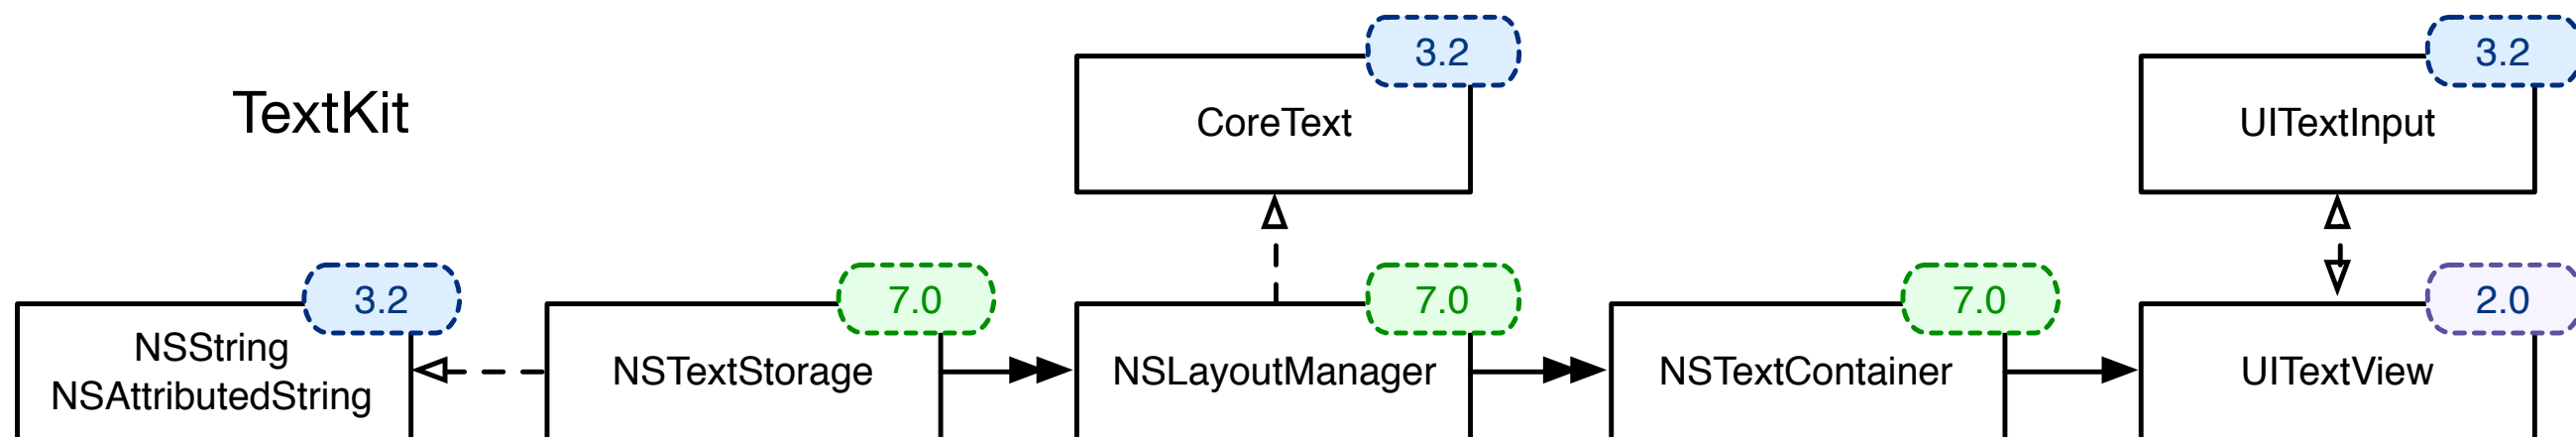 TextKit
3.2
CoreText
3.2
UITextInput
3.2
NSString
NSAttributedString
7.0
NSTextStorage
7.0
NSLayoutManager
7.0
NSTextContainer
2.0
UITextView